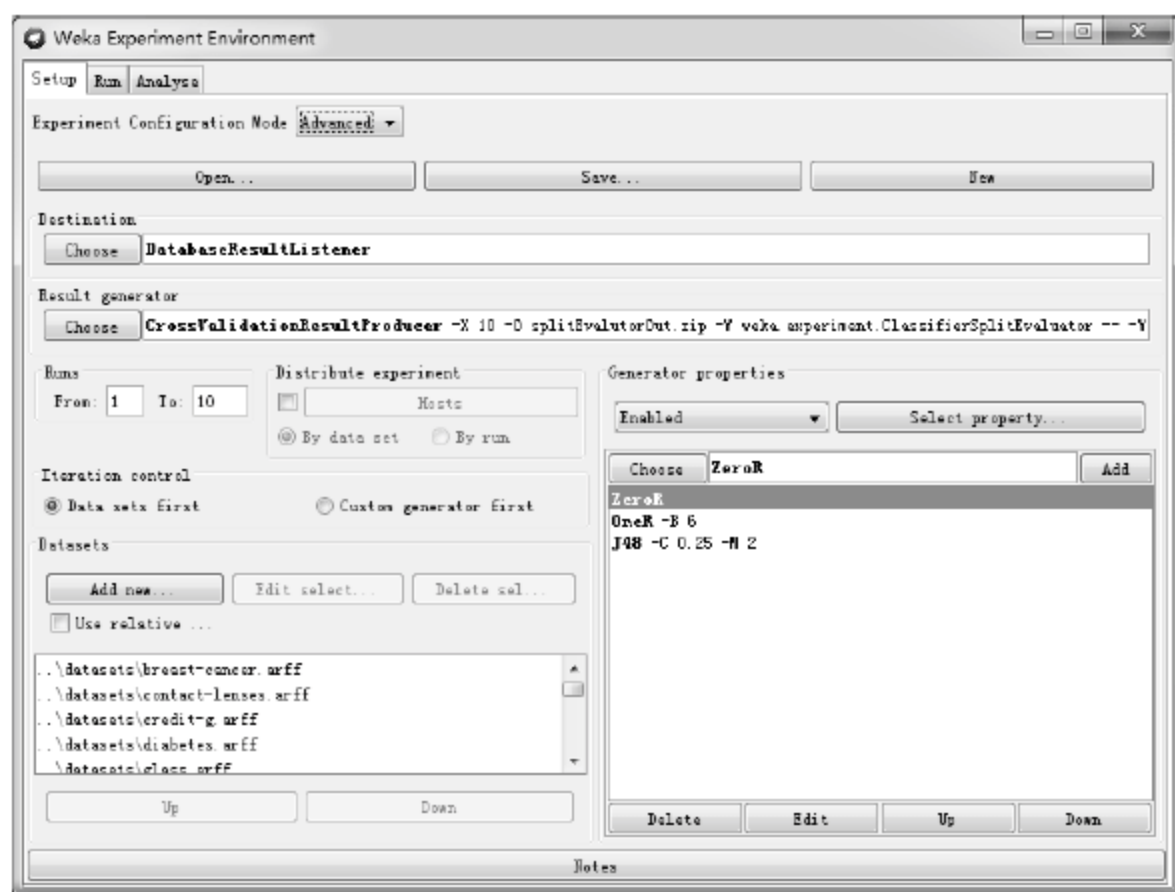 Weka Experiment Environment
Setup Run Analyse
Experiment Configuration Mode Advanced
Open... Save... New
Destination
Choose DatabaseResultListener
Result generator
Choose CrossValidationResultProducer -X 10 -O splitEvalutorOut.zip -W weka.experiment.ClassifierSplitEvaluator -- -W
Runs
From: 1 To: 10
Distribute experiment
Hosts
By data set By run
Iteration control
Data sets first Custom generator first
Datasets
Add new... Edit select... Delete sel...
Use relative ...
..\datasets\breast-cancer.arff
..\datasets\contact-lenses.arff
..\datasets\credit-g.arff
..\datasets\diabetes.arff
..\datasets\glass.arff
Up Down
Generator properties
Enabled Select property...
Choose ZeroR Add
ZeroR
OneR -B 6
J48 -C 0.25 -M 2
Delete Edit Up Down
Notes